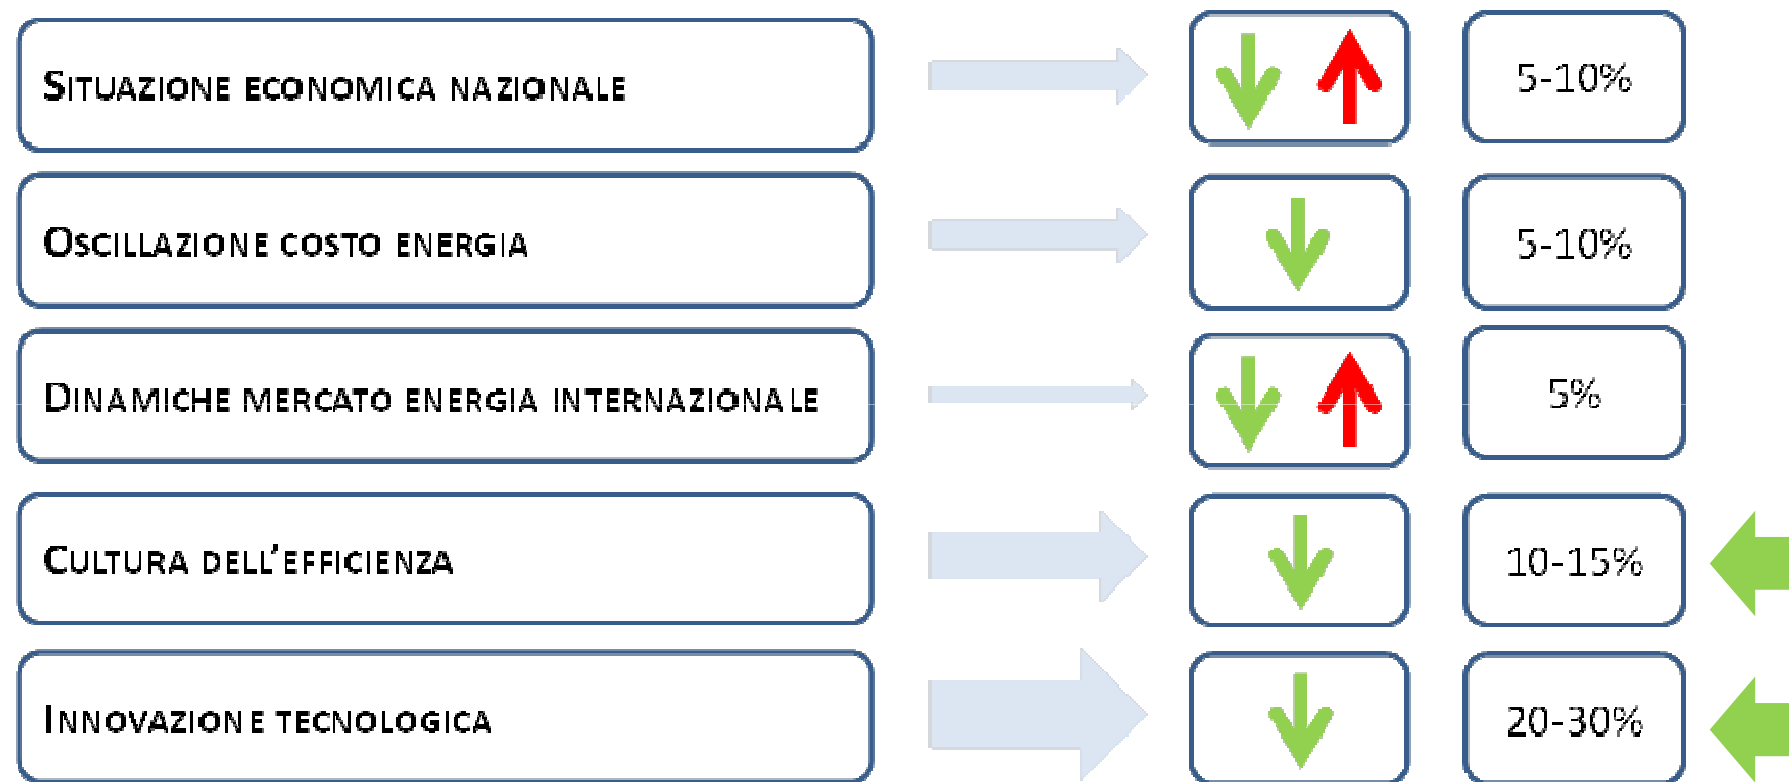 SITUAZIONE ECONOMICA NAZIONALE 5-10%
OSCILLAZIONE COSTO ENERGIA 5-10%
DINAMICHE MERCATO ENERGIA INTERNAZIONALE 5%
CULTURA DELL'EFFICIENZA 10-15%
INNOVAZIONE TECNOLOGICA 20-30%